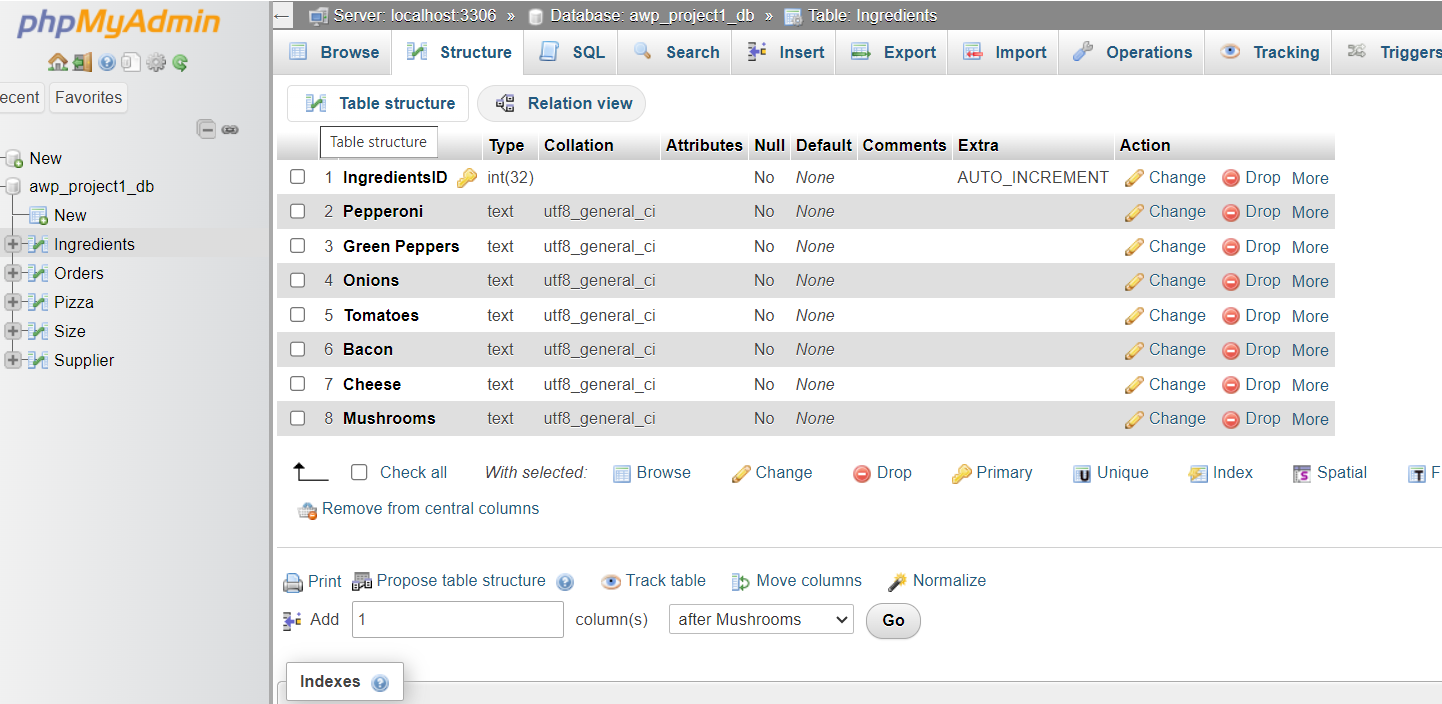 phpMyAdmin
ecent Favorites
New
awp_project1_db
New
Ingredients
Orders
Pizza
Size
Supplier
← Server: localhost:3306 » Database: awp_project1_db » Table: Ingredients
Browse Structure SQL Search Insert Export Import Operations Tracking Triggers
Table structure Relation view
Table structure Type Collation Attributes Null Default Comments Extra Action
1 IngredientsID int(32) No None AUTO_INCREMENT Change Drop More
2 Pepperoni text utf8_general_ci No None Change Drop More
3 Green Peppers text utf8_general_ci No None Change Drop More
4 Onions text utf8_general_ci No None Change Drop More
5 Tomatoes text utf8_general_ci No None Change Drop More
6 Bacon text utf8_general_ci No None Change Drop More
7 Cheese text utf8_general_ci No None Change Drop More
8 Mushrooms text utf8_general_ci No None Change Drop More
Check all With selected: Browse Change Drop Primary Unique Index Spatial F
Remove from central columns
Print Propose table structure Track table Move columns Normalize
Add 1 column(s) after Mushrooms Go
Indexes